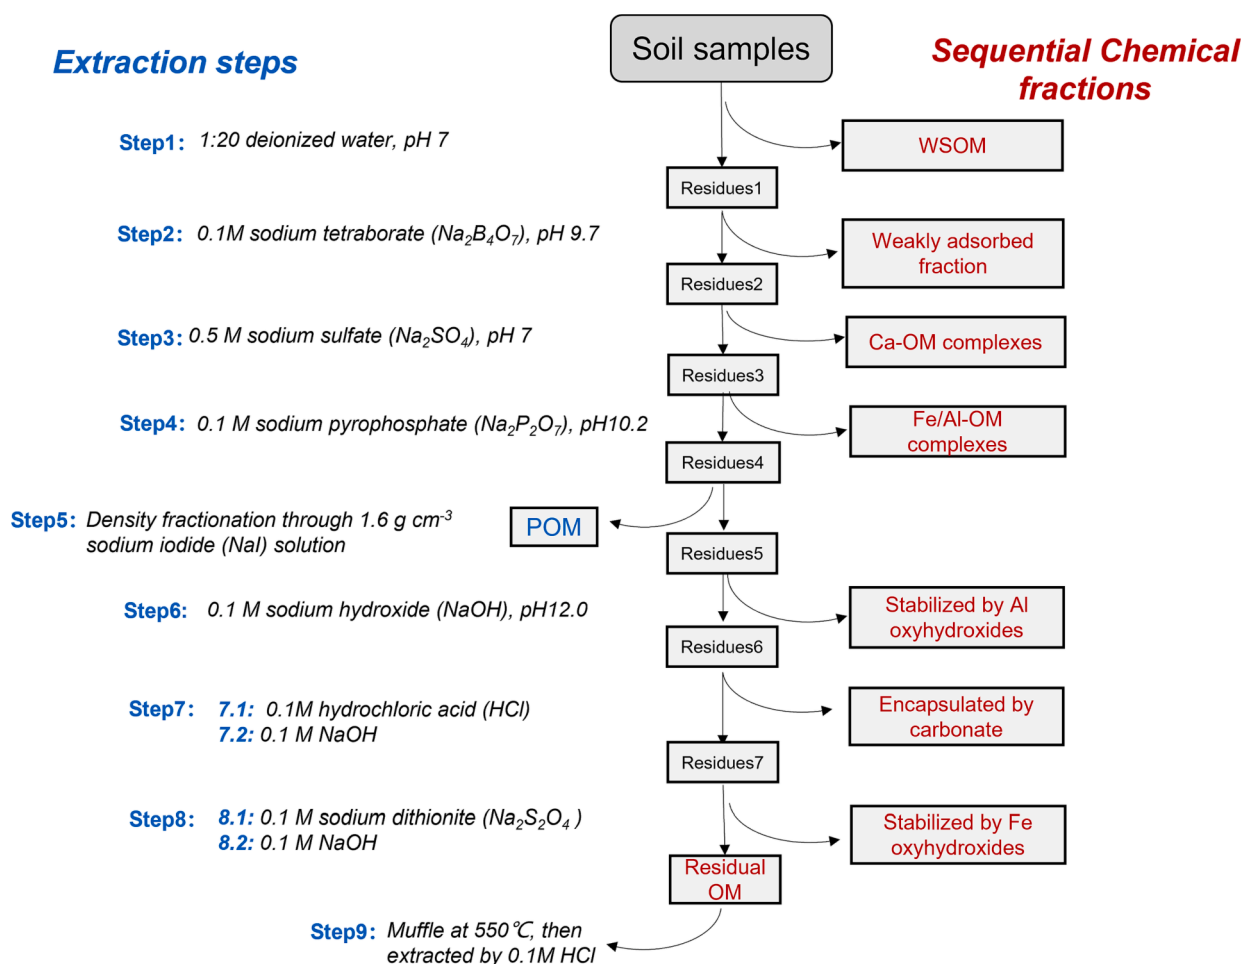 Soil samples
Extraction steps
Sequential Chemical
fractions
Step1: 1:20 deionized water, pH 7
WSOM
Residues1
Step2: 0.1M sodium tetraborate (Na₂B₄O₇), pH 9.7
Weakly adsorbed
fraction
Residues2
Step3: 0.5 M sodium sulfate (Na₂SO₄), pH 7
Ca-OM complexes
Residues3
Step4: 0.1 M sodium pyrophosphate (Na₂P₂O₇), pH10.2
Fe/Al-OM
complexes
Residues4
Step5: Density fractionation through 1.6 g cm⁻³
sodium iodide (NaI) solution
POM
Residues5
Step6: 0.1 M sodium hydroxide (NaOH), pH12.0
Stabilized by Al
oxyhydroxides
Residues6
Step7: 7.1: 0.1M hydrochloric acid (HCl)
7.2: 0.1 M NaOH
Encapsulated by
carbonate
Residues7
Step8: 8.1: 0.1 M sodium dithionite (Na₂S₂O₄ )
8.2: 0.1 M NaOH
Stabilized by Fe
oxyhydroxides
Residual
OM
Step9: Muffle at 550℃, then
extracted by 0.1M HCl